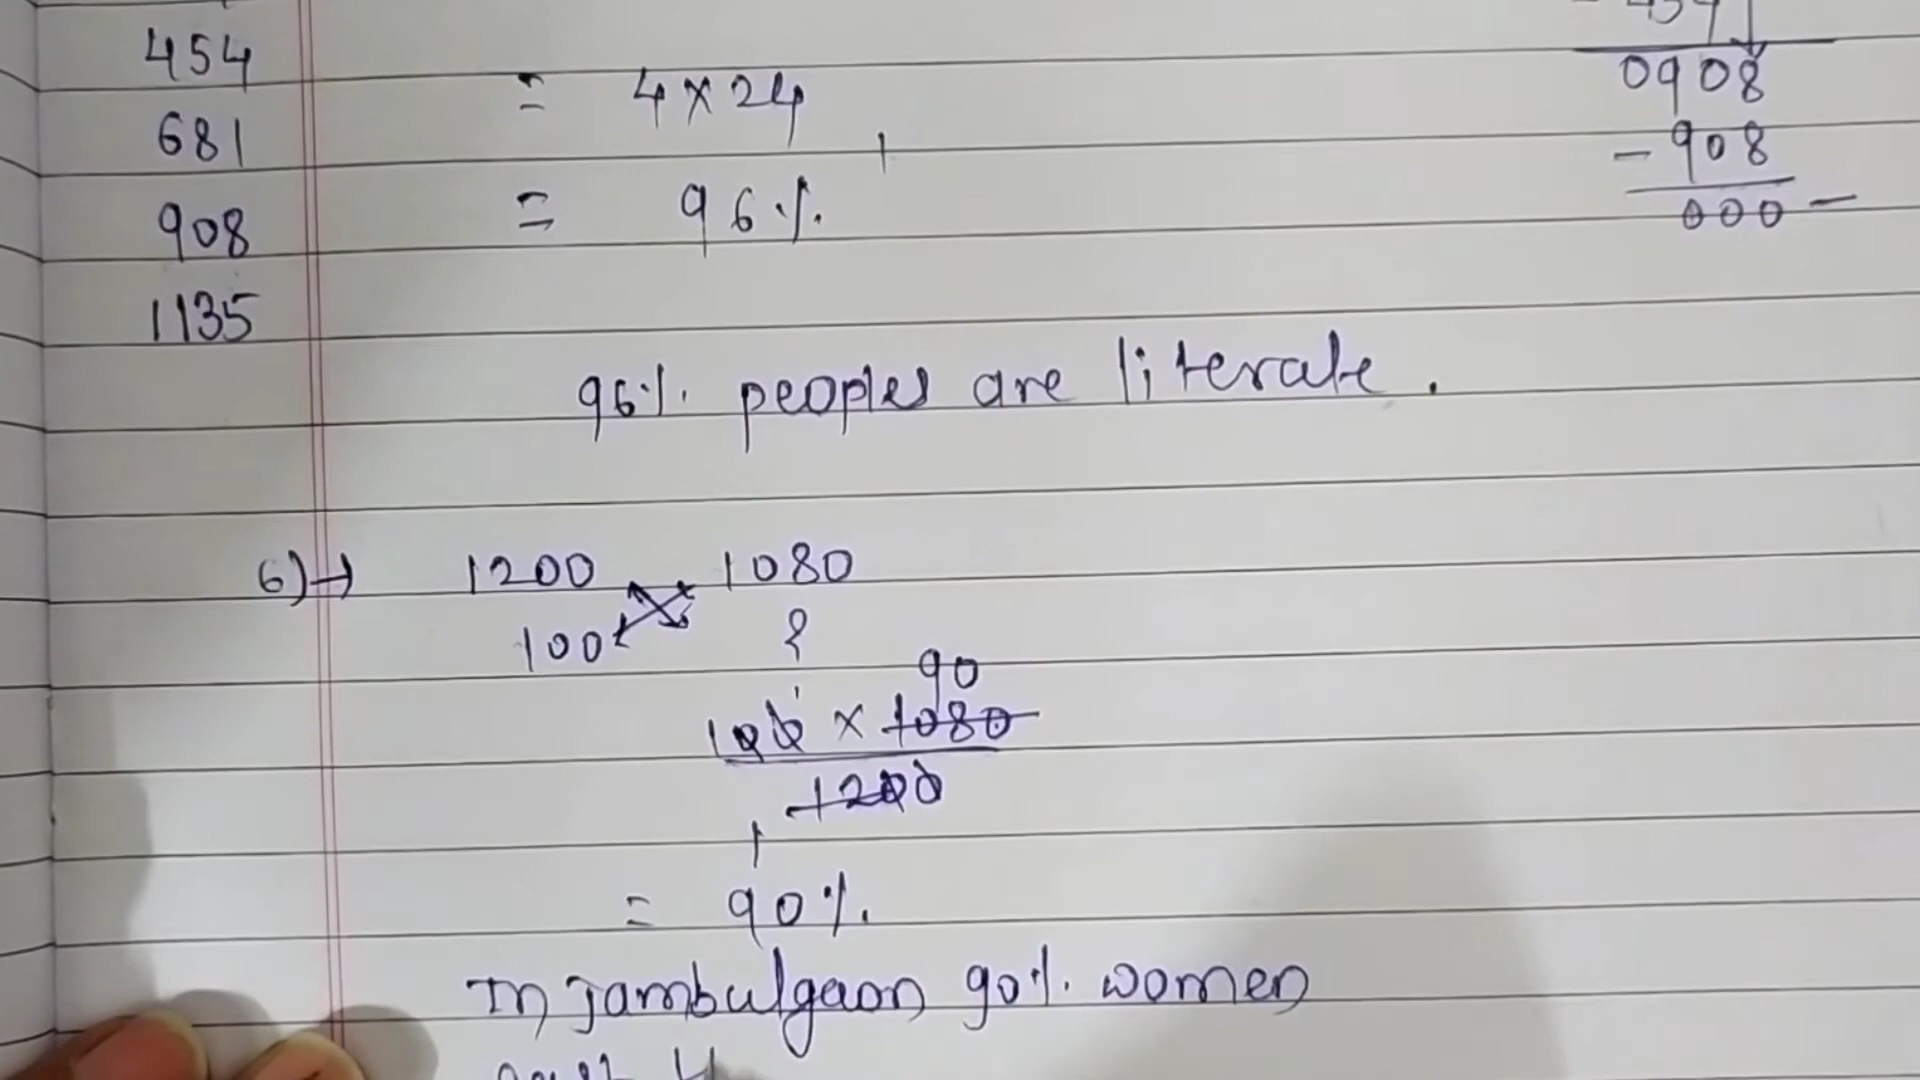 454
681
908
1135
= 4 × 24
= 96 %
0908
- 908
000
96% peoples are literate.
6) → 1200 1080
100 ?
90
100 × 1080
1200
= 90%.
In jambulgaon 90%. women